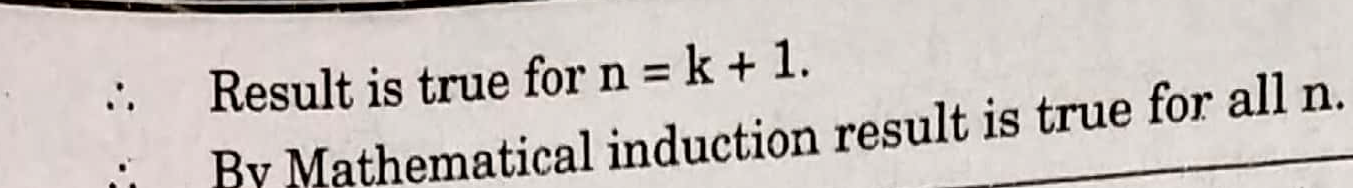 ∴ Result is true for n = k + 1.
∴ By Mathematical induction result is true for all n.